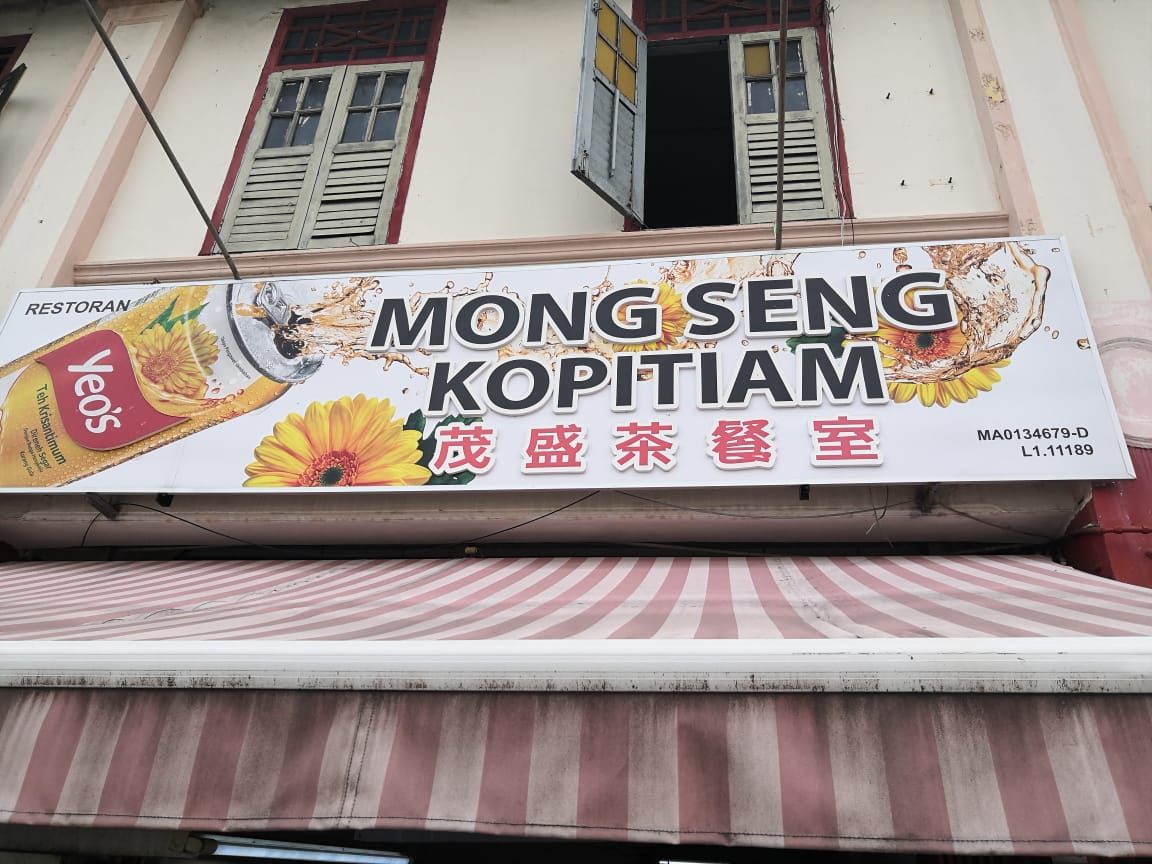 RESTORAN
MONG SENG
KOPITIAM
茂盛茶餐室
MA0134679-D
L1.11189
Yeo's
Teh Krisantimum